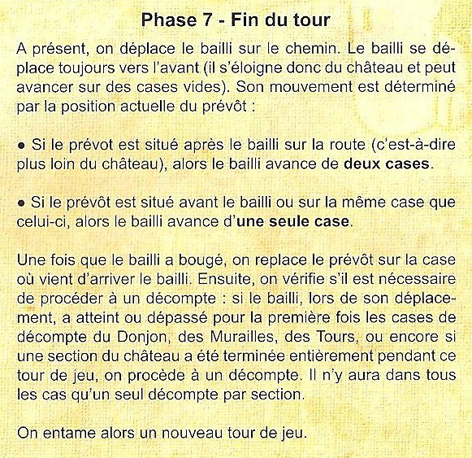 Phase 7 - Fin du tour
A présent, on déplace le bailli sur le chemin. Le bailli se dé-
place toujours vers l'avant (il s'éloigne donc du château et peut
avancer sur des cases vides). Son mouvement est déterminé
par la position actuelle du prévôt :
● Si le prévot est situé après le bailli sur la route (c'est-à-dire
plus loin du château), alors le bailli avance de deux cases.
● Si le prévôt est situé avant le bailli ou sur la même case que
celui-ci, alors le bailli avance d'une seule case.
Une fois que le bailli a bougé, on replace le prévôt sur la case
où vient d'arriver le bailli. Ensuite, on vérifie s'il est nécessaire
de procéder à un décompte : si le bailli, lors de son déplace-
ment, a atteint ou dépassé pour la première fois les cases de
décompte du Donjon, des Murailles, des Tours, ou encore si
une section du château a été terminée entièrement pendant ce
tour de jeu, on procède à un décompte. Il n'y aura dans tous
les cas qu'un seul décompte par section.
On entame alors un nouveau tour de jeu.